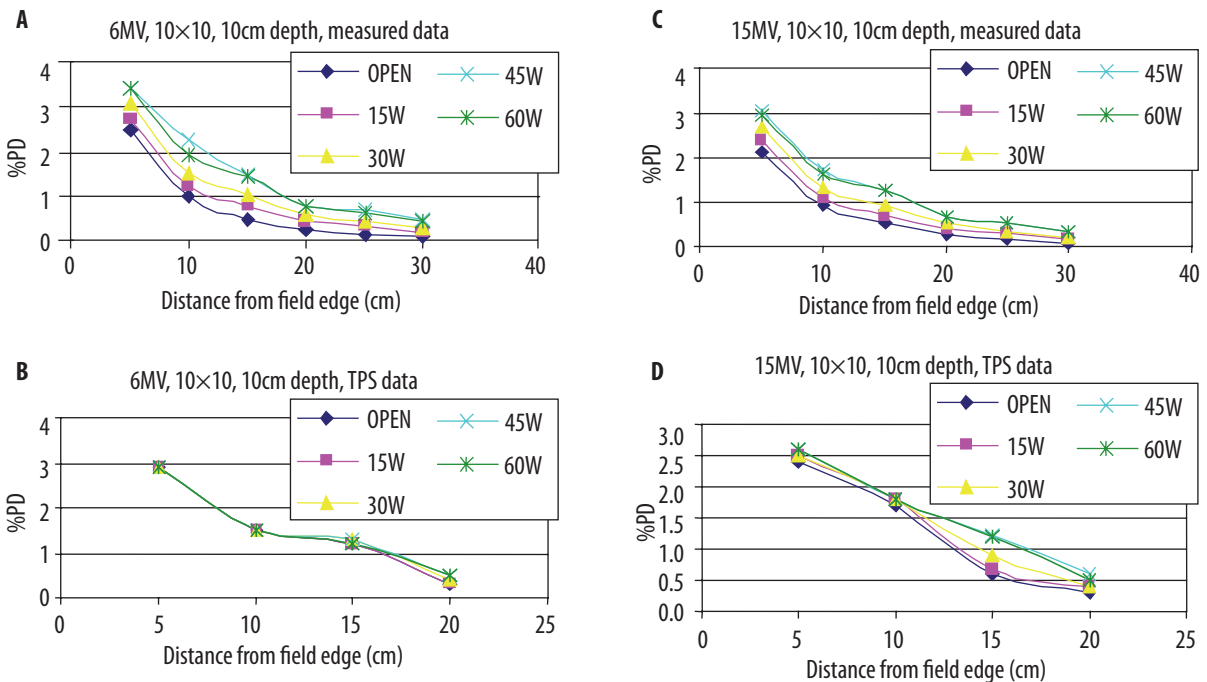 A
6MV, 10×10, 10cm depth, measured data
OPEN
45W
15W
60W
30W
%PD
4
3
2
1
0
0
10
20
30
40
Distance from field edge (cm)
C
15MV, 10×10, 10cm depth, measured data
OPEN
45W
15W
60W
30W
%PD
4
3
2
1
0
0
10
20
30
40
Distance from field edge (cm)
B
6MV, 10×10, 10cm depth, TPS data
OPEN
45W
15W
60W
30W
%PD
4
3
2
1
0
0
5
10
15
20
25
Distance from field edge (cm)
D
15MV, 10×10, 10cm depth, TPS data
OPEN
45W
15W
60W
30W
%PD
3.0
2.5
2.0
1.5
1.0
0.5
0.0
0
5
10
15
20
25
Distance from field edge (cm)